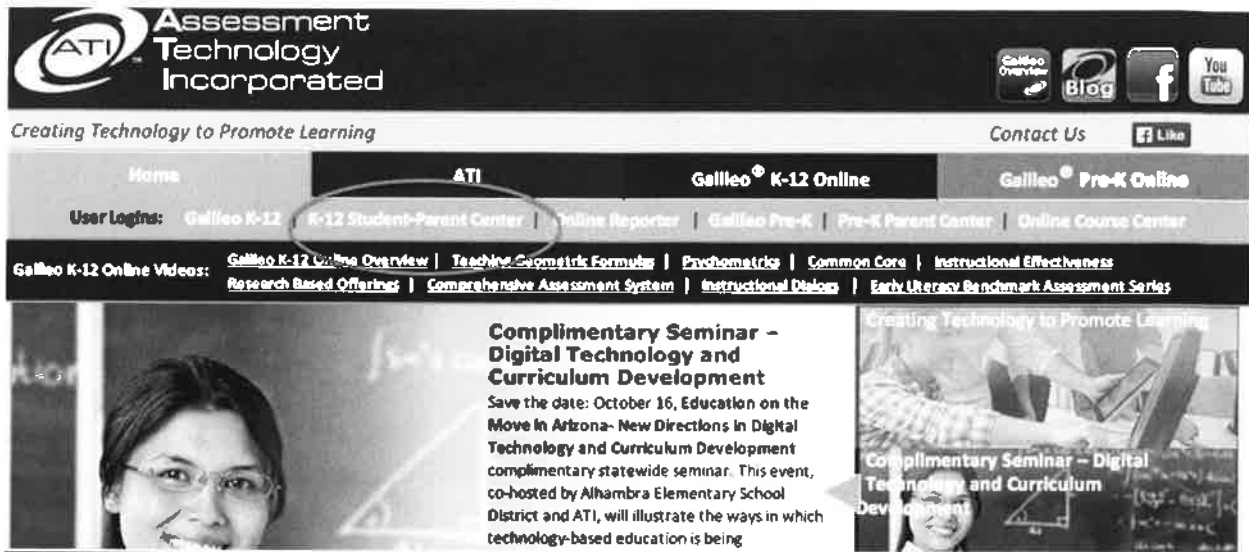 Assessment
Technology
Incorporated
ATI
Galileo
Overview
Blog
f
You
Tube
Creating Technology to Promote Learning
Contact Us
Like
Home
ATI
Galileo® K-12 Online
Galileo® Pre-K Online
User Logins: Galileo K-12 | K-12 Student-Parent Center | Online Reporter | Galileo Pre-K | Pre-K Parent Center | Online Course Center
Galileo K-12 Online Videos: Galileo K-12 Online Overview | Teaching Geometric Formulas | Psychometrics | Common Core | Instructional Effectiveness
Research Based Offerings | Comprehensive Assessment System | Instructional Dialogs | Early Literacy Benchmark Assessment Series
Complimentary Seminar –
Digital Technology and
Curriculum Development
Save the date: October 16, Education on the
Move in Arizona- New Directions in Digital
Technology and Curriculum Development
complimentary statewide seminar. This event,
co-hosted by Alhambra Elementary School
District and ATI, will illustrate the ways in which
technology-based education is being
Creating Technology to Promote Learning
Complimentary Seminar – Digital
Technology and Curriculum
Development